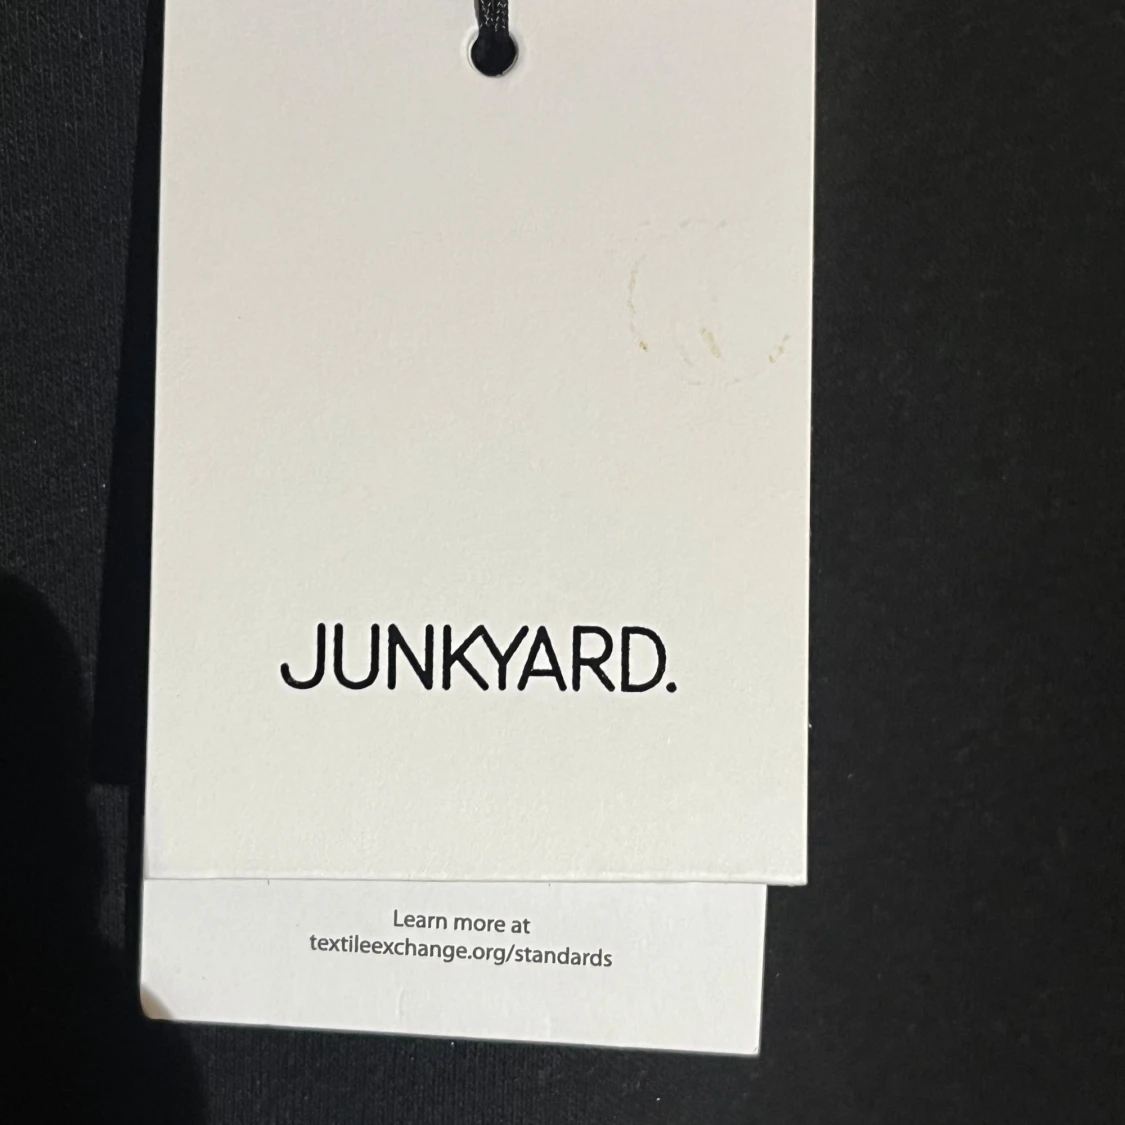 JUNKYARD.
Learn more at
textileexchange.org/standards